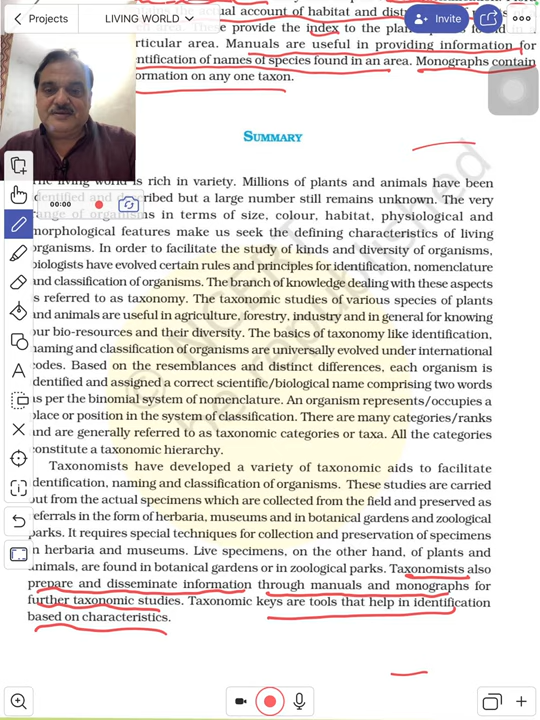 Projects
LIVING WORLD
Invite
ual account of habitat and dist
provide the index to the plan
rticular area. Manuals are useful in providing information for
ntification of names of species found in an area. Monographs contain
ormation on any one taxon.
SUMMARY
living world is rich in variety. Millions of plants and animals have been
identified and described but a large number still remains unknown. The very
00:00
range of organisms in terms of size, colour, habitat, physiological and
morphological features make us seek the defining characteristics of living
organisms. In order to facilitate the study of kinds and diversity of organisms,
biologists have evolved certain rules and principles for identification, nomenclature
and classification of organisms. The branch of knowledge dealing with these aspects
is referred to as taxonomy. The taxonomic studies of various species of plants
and animals are useful in agriculture, forestry, industry and in general for knowing
our bio-resources and their diversity. The basics of taxonomy like identification,
naming and classification of organisms are universally evolved under international
codes. Based on the resemblances and distinct differences, each organism is
identified and assigned a correct scientific/biological name comprising two words
as per the binomial system of nomenclature. An organism represents/occupies a
place or position in the system of classification. There are many categories/ranks
and are generally referred to as taxonomic categories or taxa. All the categories
constitute a taxonomic hierarchy.
Taxonomists have developed a variety of taxonomic aids to facilitate
identification, naming and classification of organisms. These studies are carried
out from the actual specimens which are collected from the field and preserved as
referrals in the form of herbaria, museums and in botanical gardens and zoological
parks. It requires special techniques for collection and preservation of specimens
in herbaria and museums. Live specimens, on the other hand, of plants and
animals, are found in botanical gardens or in zoological parks. Taxonomists also
prepare and disseminate information through manuals and monographs for
further taxonomic studies. Taxonomic keys are tools that help in identification
based on characteristics.
© NCERT
be republished